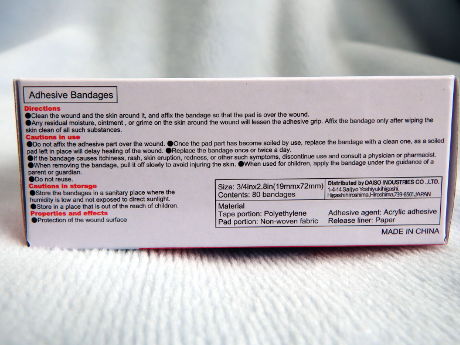 Adhesive Bandages
Directions
●Clean the wound and the skin around it, and affix the bandage so that the pad is over the wound.
●Any residual moisture, ointment , or grime on the skin around the wound will lessen the adhesive grip. Affix the bandage only after wiping the
skin clean of all such substances.
Cautions in use
●Do not affix the adhesive part over the wound. ●Once the pad part has become soiled by use, replace the bandage with a clean one, as a soiled
pad left in place will delay healing of the wound. ●Replace the bandage once or twice a day.
●If the bandage causes itchiness, rash, skin eruption, redness, or other such symptoms, discontinue use and consult a physician or pharmacist.
●When removing the bandage, pull it off slowly to avoid injuring the skin. ●When used for children, apply the bandage under the guidance of a
parent or guardian.
●Do not reuse.
Cautions in storage
●Store the bandages in a sanitary place where the
humidity is low and not exposed to direct sunlight.
●Store in a place that is out of the reach of children.
Properties and effects
●Protection of the wound surface
Size: 3/4inx2.8in(19mmx72mm)
Contents: 80 bandages
Distributed by DAISO INDUSTRIES CO .,LTD.
1-4-14 Saijyo Yoshiyukihigashi,
Higashihiroshima,Hiroshima,739-8501,JAPAN
Material
Tape portion: Polyethylene
Pad portion: Non-woven fabric
Adhesive agent: Acrylic adhesive
Release liner: Paper
MADE IN CHINA